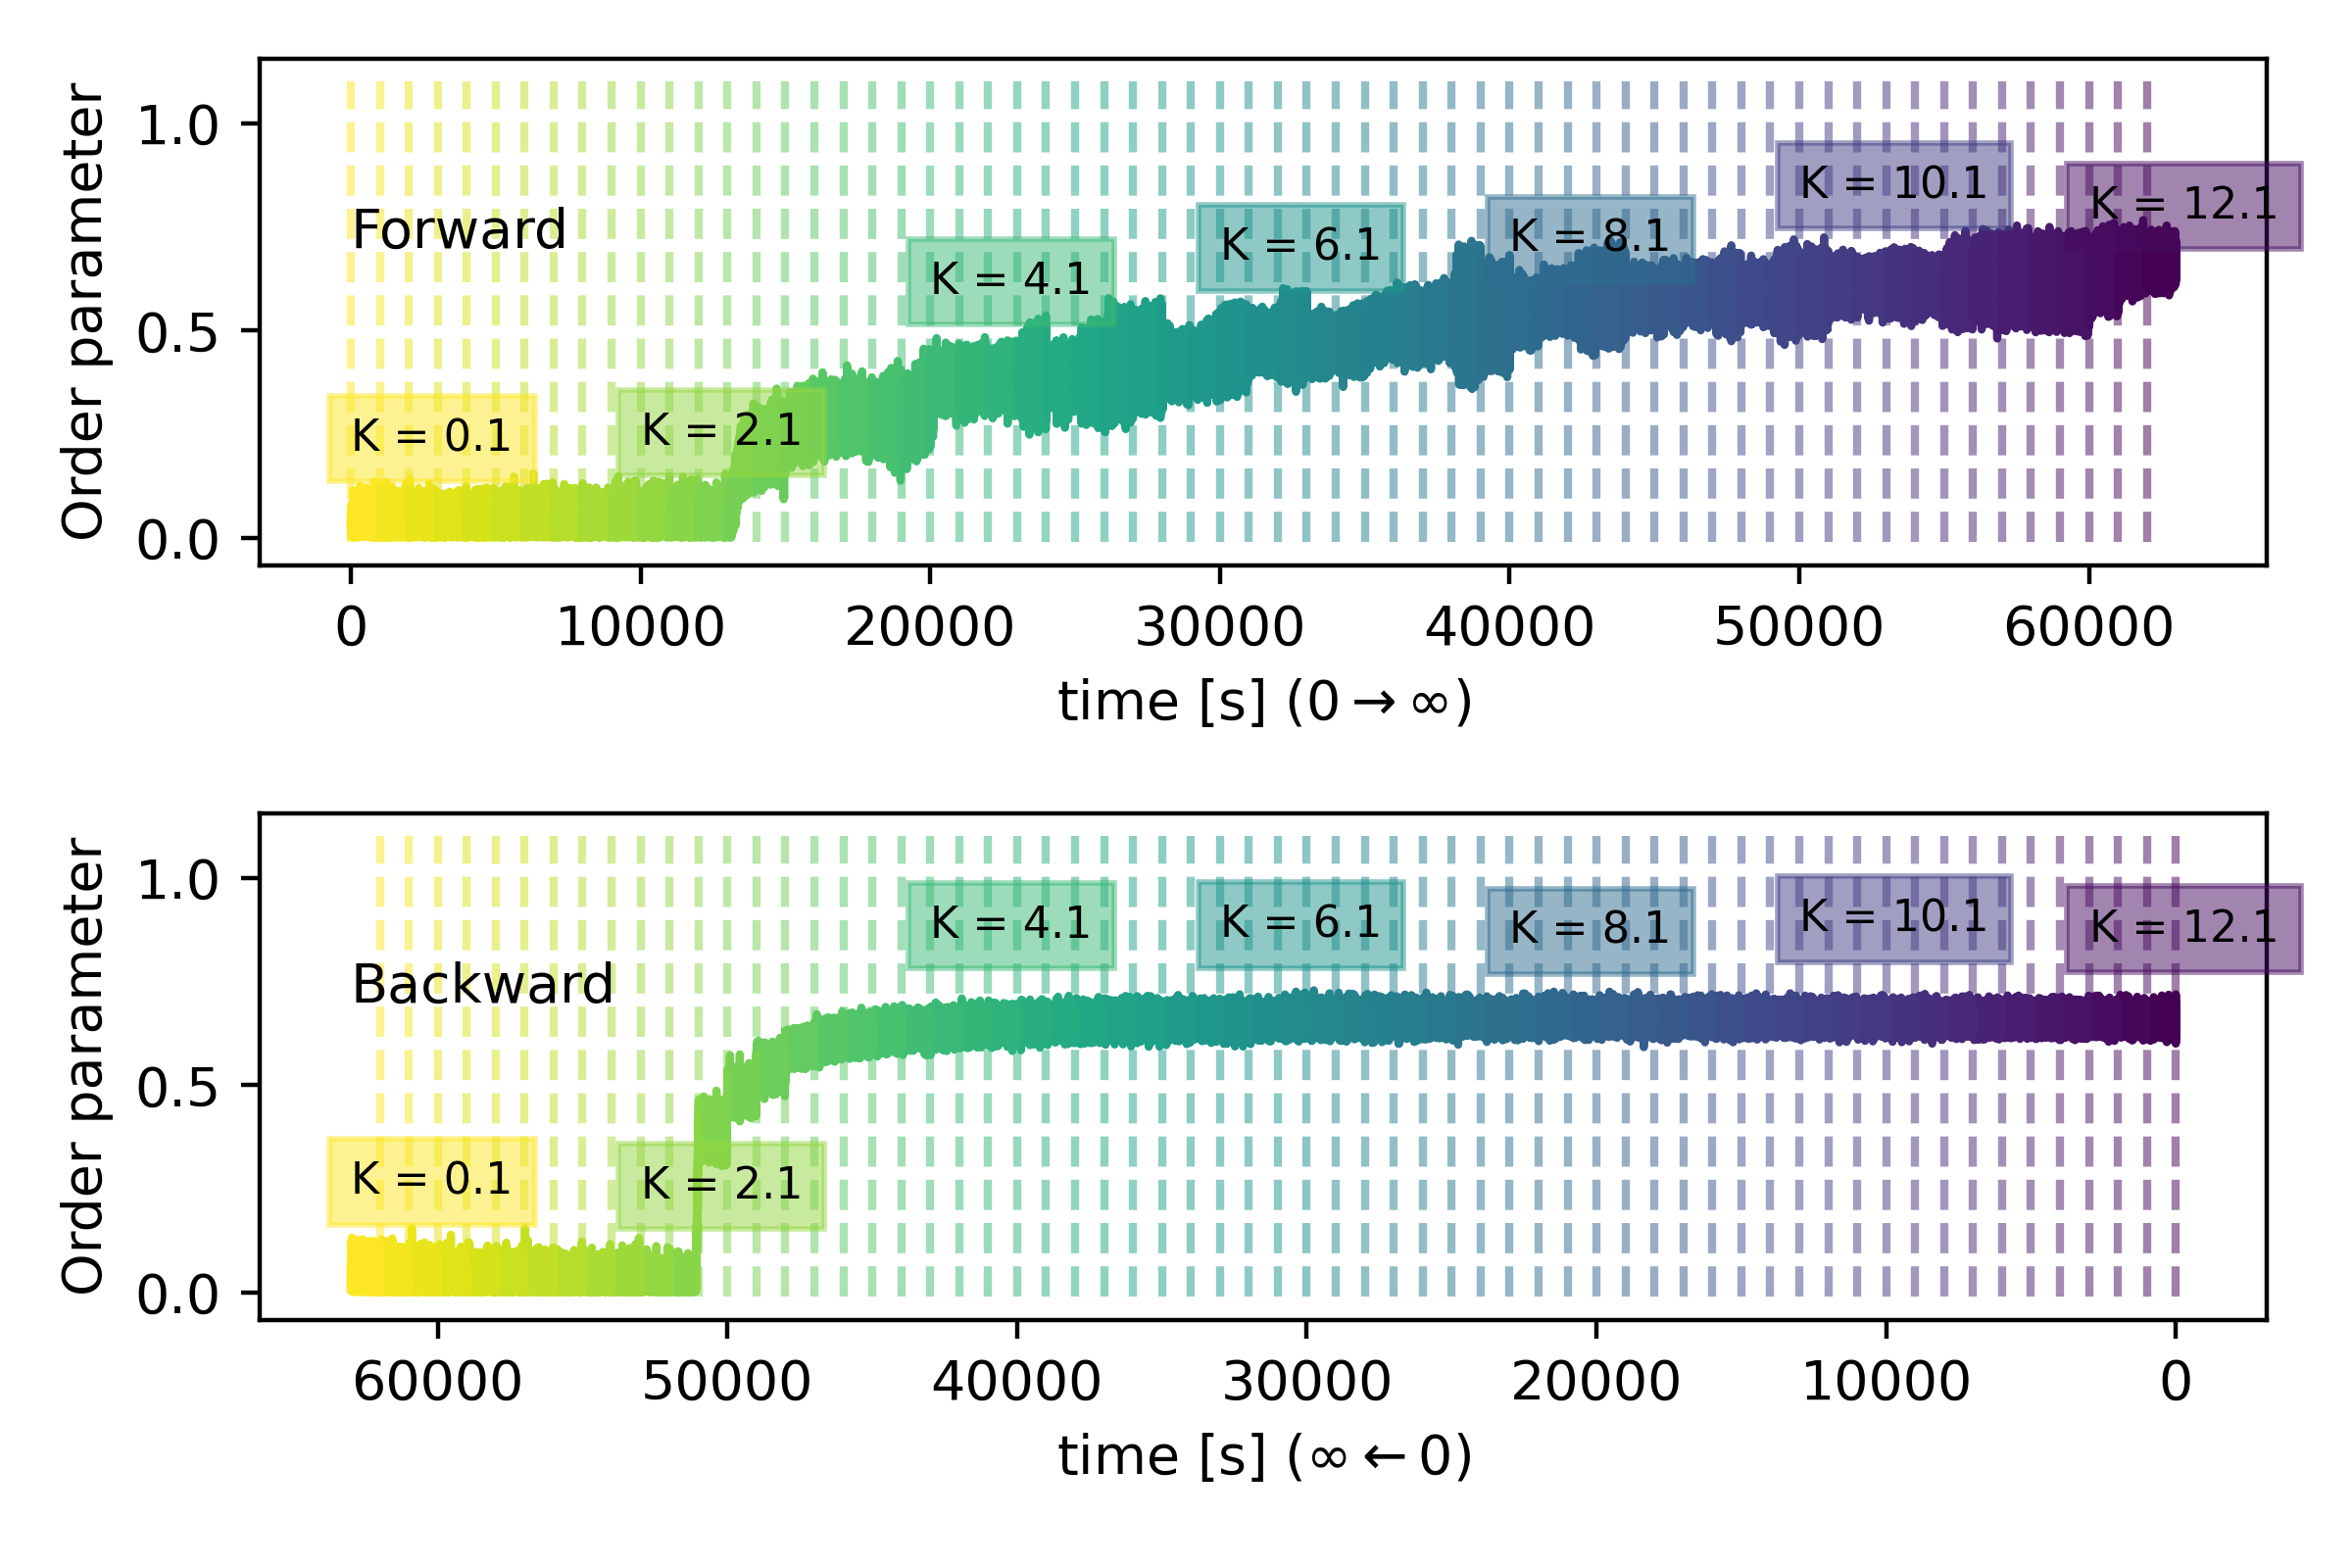 Order parameter
1.0
0.5
0.0
Forward
K = 0.1
K = 2.1
K = 4.1
K = 6.1
K = 8.1
K = 10.1
K = 12.1
0 10000 20000 30000 40000 50000 60000
time [s] (0 → ∞)
Order parameter
1.0
0.5
0.0
Backward
K = 0.1
K = 2.1
K = 4.1
K = 6.1
K = 8.1
K = 10.1
K = 12.1
60000 50000 40000 30000 20000 10000 0
time [s] (∞ ← 0)